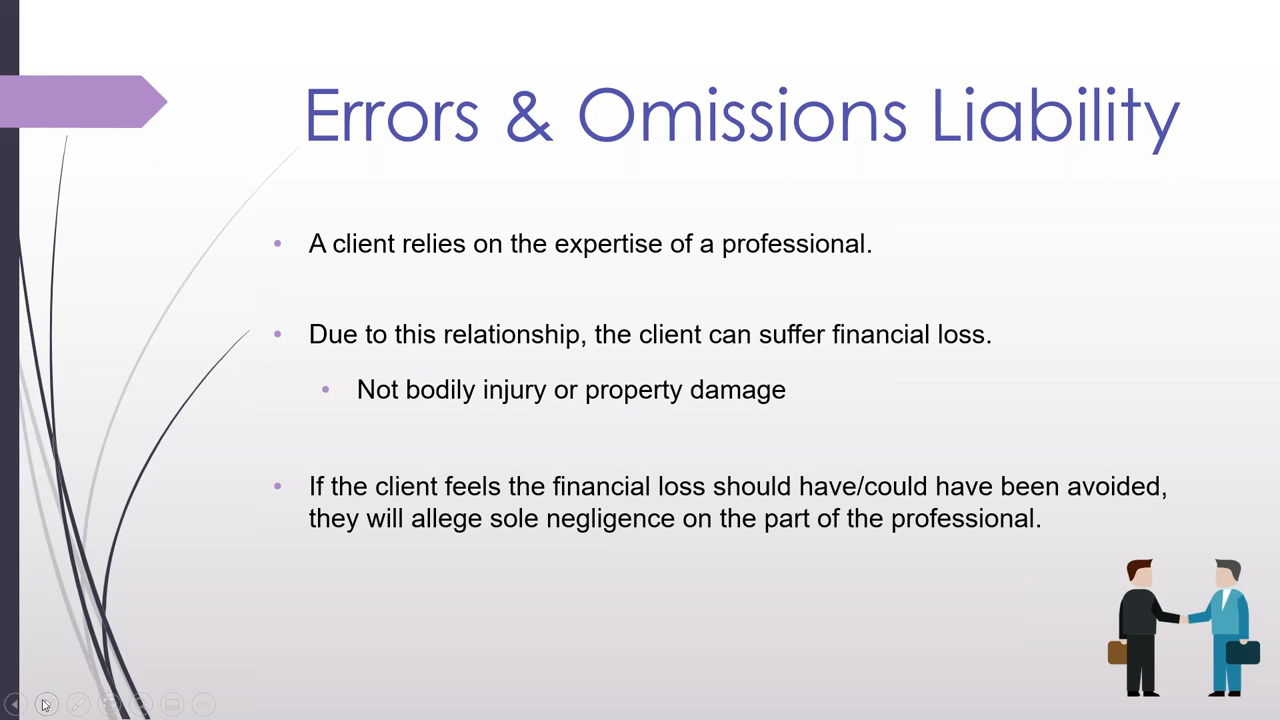 Errors & Omissions Liability
• A client relies on the expertise of a professional.
• Due to this relationship, the client can suffer financial loss.
• Not bodily injury or property damage
• If the client feels the financial loss should have/could have been avoided,
they will allege sole negligence on the part of the professional.